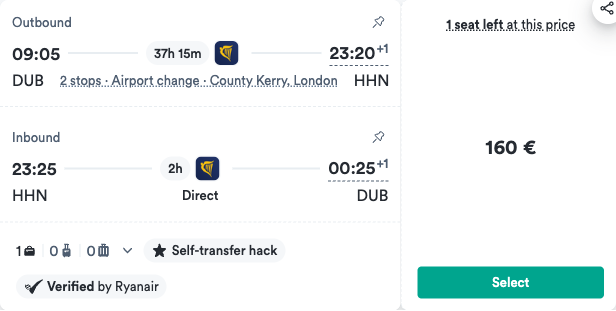 Outbound
09:05 37h 15m 23:20+1
DUB 2 stops · Airport change · County Kerry, London HHN
Inbound
23:25 2h 00:25+1
HHN Direct DUB
1 0 0 Self-transfer hack
Verified by Ryanair
1 seat left at this price
160 €
Select